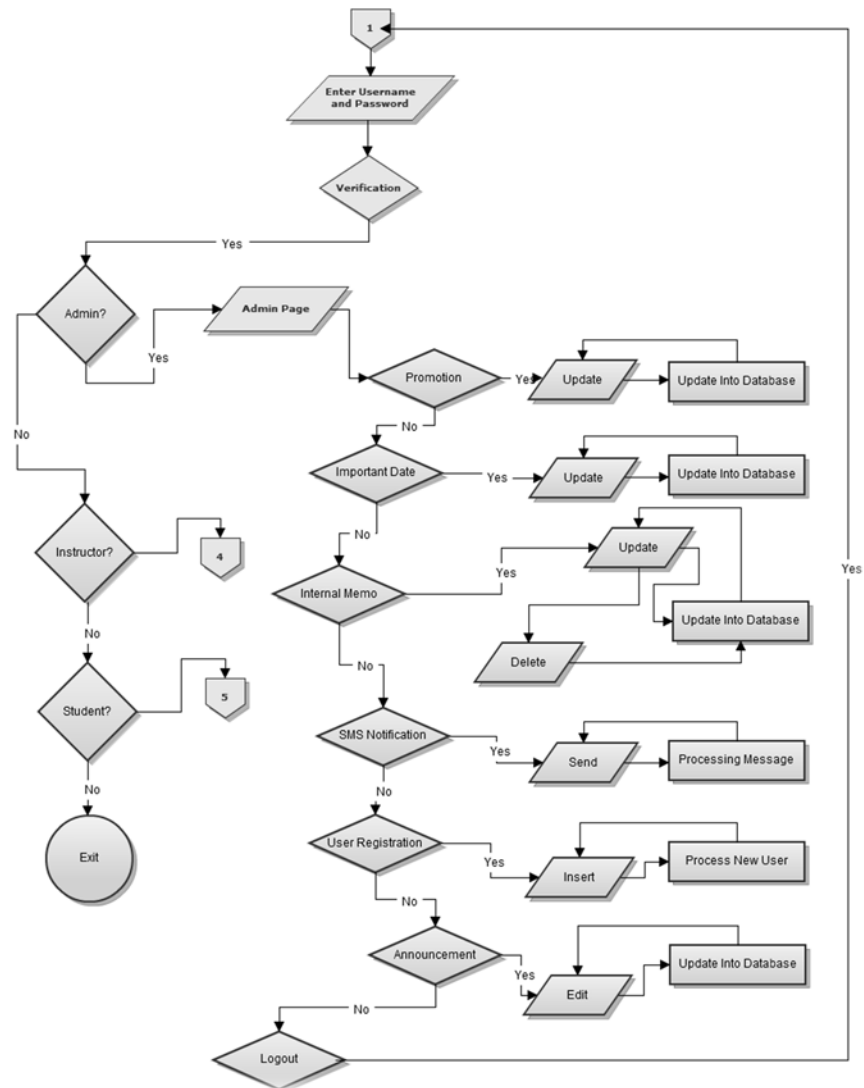 1
Enter Username
and Password
Verification
Yes
Admin?
Admin Page
Yes
Promotion
Yes
Update
Update Into Database
No
No
Important Date
Yes
Update
Update Into Database
No
Instructor?
4
Internal Memo
Yes
Update
Yes
Update Into Database
No
Delete
No
Student?
5
SMS Notification
Yes
Send
Processing Message
No
No
Exit
User Registration
Yes
Insert
Process New User
No
Announcement
Yes
Edit
Update Into Database
No
Logout